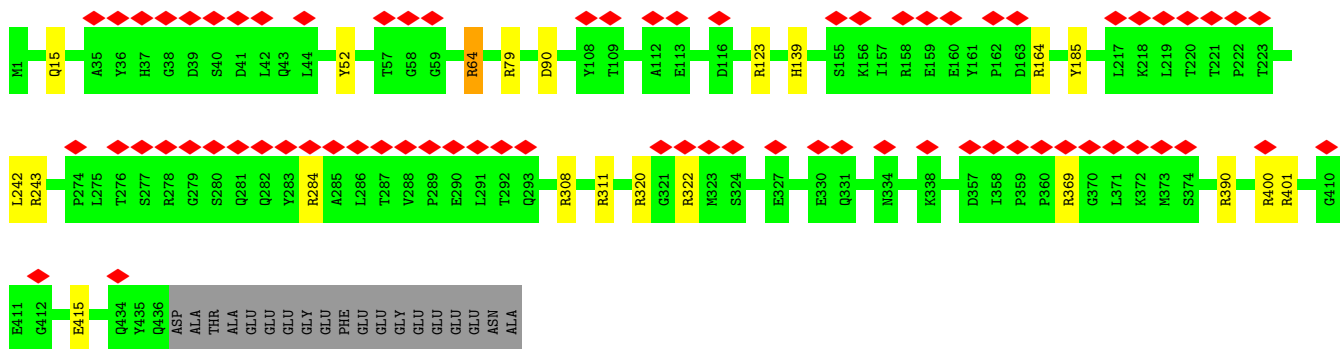 M1 Q15 A35 Y36 H37 G38 D39 S40 D41 L42 Q43 L44 Y52 T57 G58 G59 R64 R79 D90 Y108 T109 A112 E113 D116 R123 H139 S155 K156 I157 R158 E159 E160 Y161 P162 D163 R164 Y185 L217 K218 L219 T220 T221 P222 T223
L242 R243 P274 L275 T276 S277 R278 G279 S280 Q281 Q282 Y283 R284 A285 L286 T287 V288 P289 E290 L291 T292 Q293 R308 R311 R320 G321 R322 M323 S324 E327 E330 Q331 N334 K338 D357 I358 P359 P360 R369 G370 L371 K372 M373 S374 R390 R400 R401 G410
E411 G412 E415 Q434 Y435 Q436 ASP ALA THR ALA GLU GLU GLU GLY GLU PHE GLU GLU GLY GLU GLU GLU GLU ASN ALA